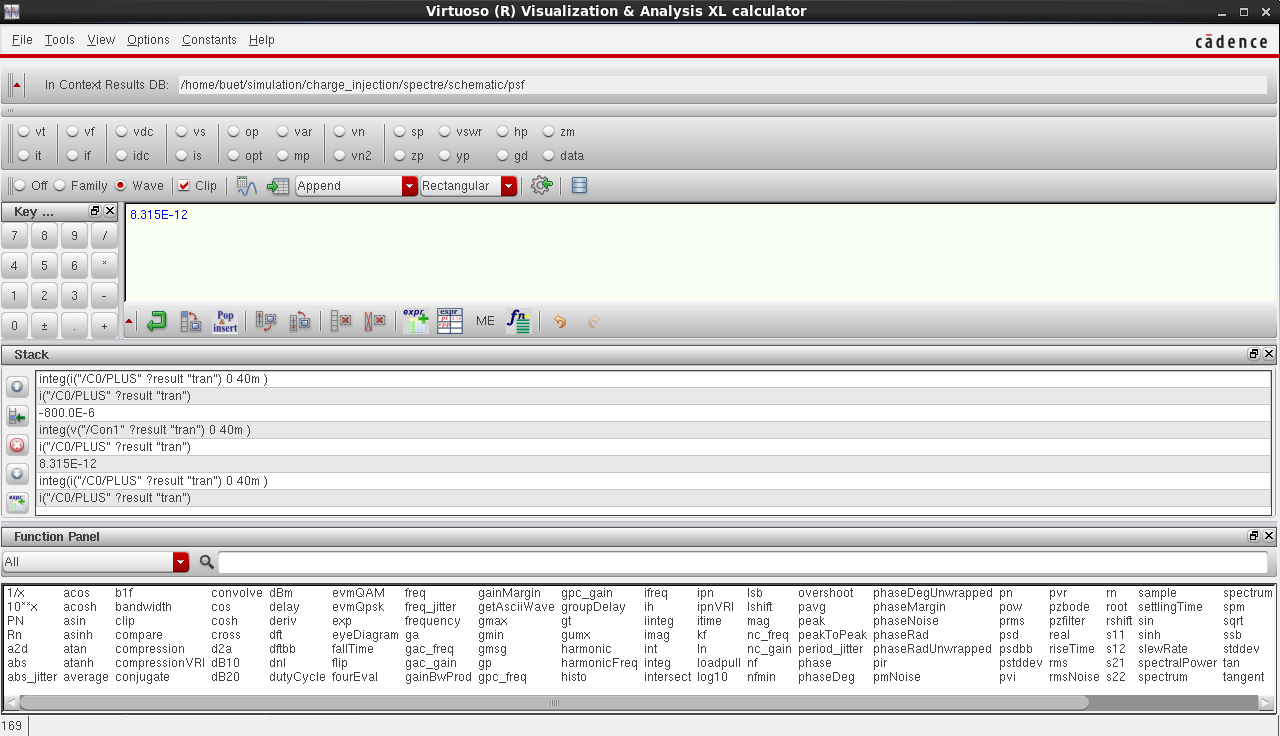 Virtuoso (R) Visualization & Analysis XL calculator
File Tools View Options Constants Help
cādence
In Context Results DB: /home/buet/simulation/charge_injection/spectre/schematic/psf
vt vf vdc vs op var vn sp vswr hp zm
it if idc is opt mp vn2 zp yp gd data
Off Family Wave Clip Append Rectangular
Key ...
8.315E-12
7 8 9 /
4 5 6 *
1 2 3 -
0 ± . +
Pop & insert expr expr ME fn
Stack
integ(i("/C0/PLUS" ?result "tran") 0 40m )
i("/C0/PLUS" ?result "tran")
-800.0E-6
integ(v("/Con1" ?result "tran") 0 40m )
i("/C0/PLUS" ?result "tran")
8.315E-12
integ(i("/C0/PLUS" ?result "tran") 0 40m )
i("/C0/PLUS" ?result "tran")
expr
Function Panel
All
1/x acos b1f convolve dBm evmQAM freq gainMargin gpc_gain ifreq ipn lsb overshoot phaseDegUnwrapped pn pvr rn sample spectrum
10**x acosh bandwidth cos delay evmQpsk freq_jitter getAsciiWave groupDelay ih ipnVRI lshift pavg phaseMargin pow pzbode root settlingTime spm
PN asin clip cosh deriv exp frequency gmax gt iinteg itime mag peak phaseNoise prms pzfilter rshift sin sqrt
Rn asinh compare cross dft eyeDiagram ga gmin gumx imag kf nc_freq peakToPeak phaseRad psd real s11 sinh ssb
a2d atan compression d2a dftbb fallTime gac_freq gmsg harmonic int ln nc_gain period_jitter phaseRadUnwrapped psdbb riseTime s12 slewRate stddev
abs atanh compressionVRI dB10 dnl flip gac_gain gp harmonicFreq integ loadpull nf phase pir pstddev rms s21 spectralPower tan
abs_jitter average conjugate dB20 dutyCycle fourEval gainBwProd gpc_freq histo intersect log10 nfmin phaseDeg pmNoise pvi rmsNoise s22 spectrum tangent
169